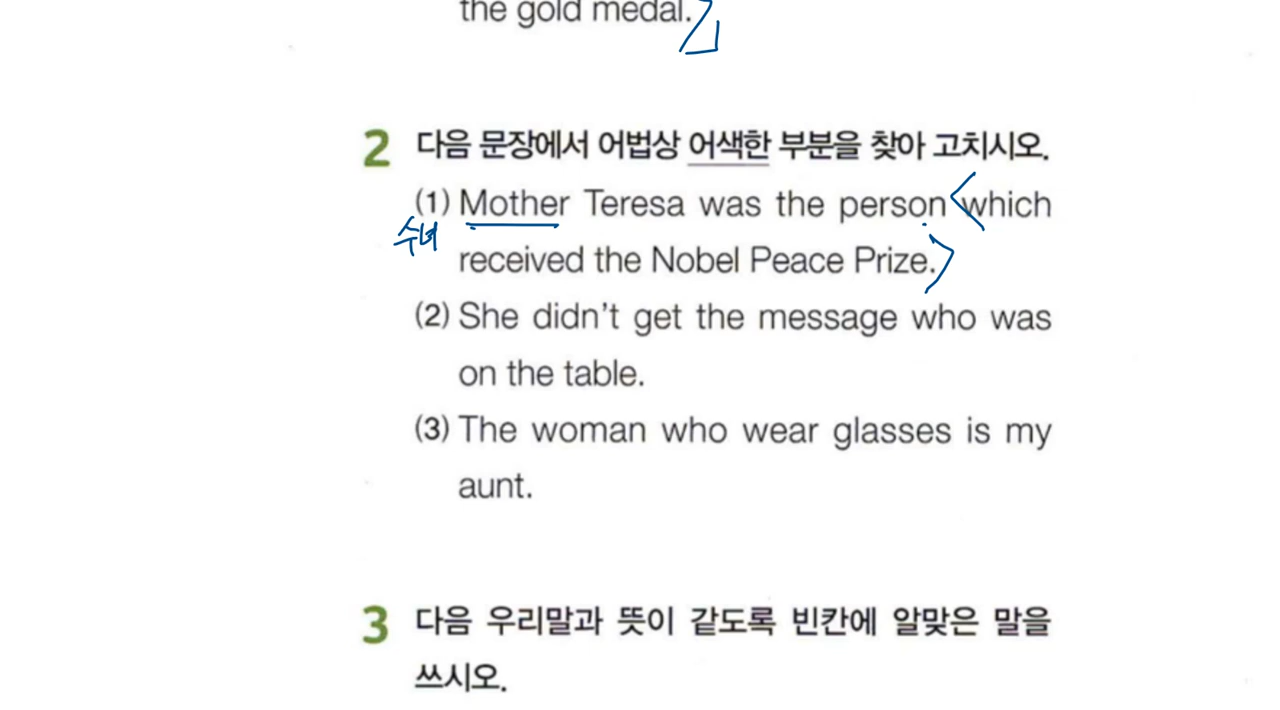 the gold medal.
2 다음 문장에서 어법상 어색한 부분을 찾아 고치시오.
(1) Mother Teresa was the person which
수녀
received the Nobel Peace Prize.
(2) She didn't get the message who was
on the table.
(3) The woman who wear glasses is my
aunt.
3 다음 우리말과 뜻이 같도록 빈칸에 알맞은 말을
쓰시오.